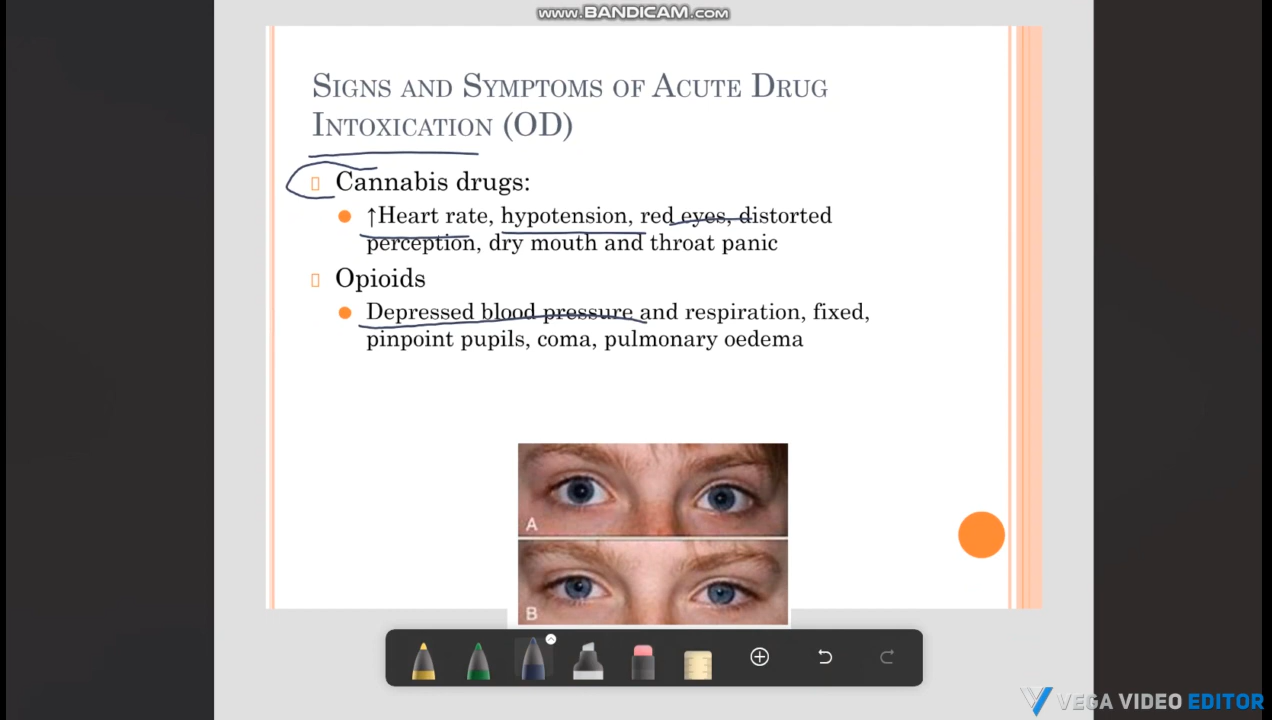 www.BANDICAM.com
Signs and Symptoms of Acute Drug
Intoxication (OD)
Cannabis drugs:
↑Heart rate, hypotension, red eyes, distorted
perception, dry mouth and throat panic
Opioids
Depressed blood pressure and respiration, fixed,
pinpoint pupils, coma, pulmonary oedema
A
B
VEGA VIDEO EDITOR